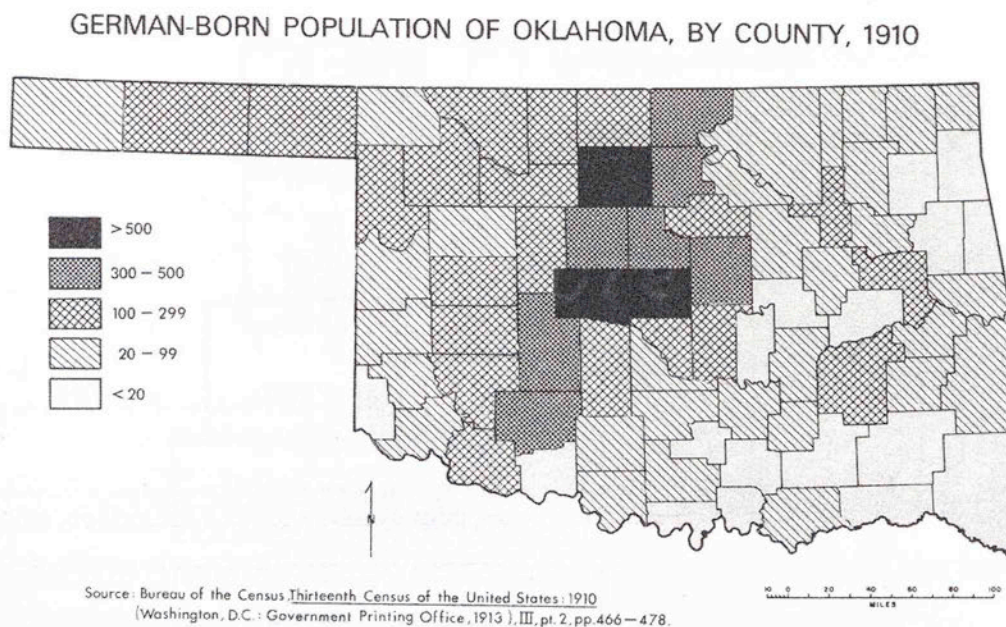 GERMAN-BORN POPULATION OF OKLAHOMA, BY COUNTY, 1910
> 500
300 – 500
100 – 299
20 – 99
< 20
N
Source: Bureau of the Census, Thirteenth Census of the United States: 1910
(Washington, D.C.: Government Printing Office, 1913), III, pt. 2, pp. 466–478.
10 0 20 40 60 80 100
MILES